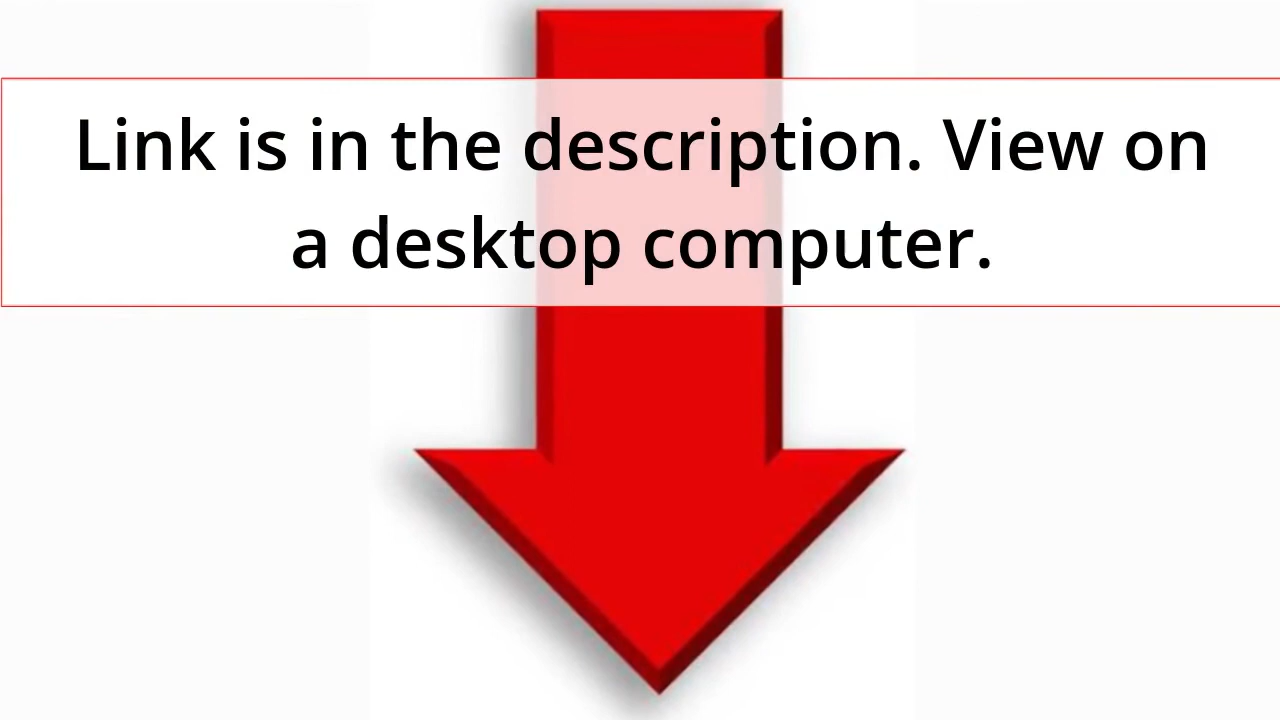 Link is in the description. View on
a desktop computer.